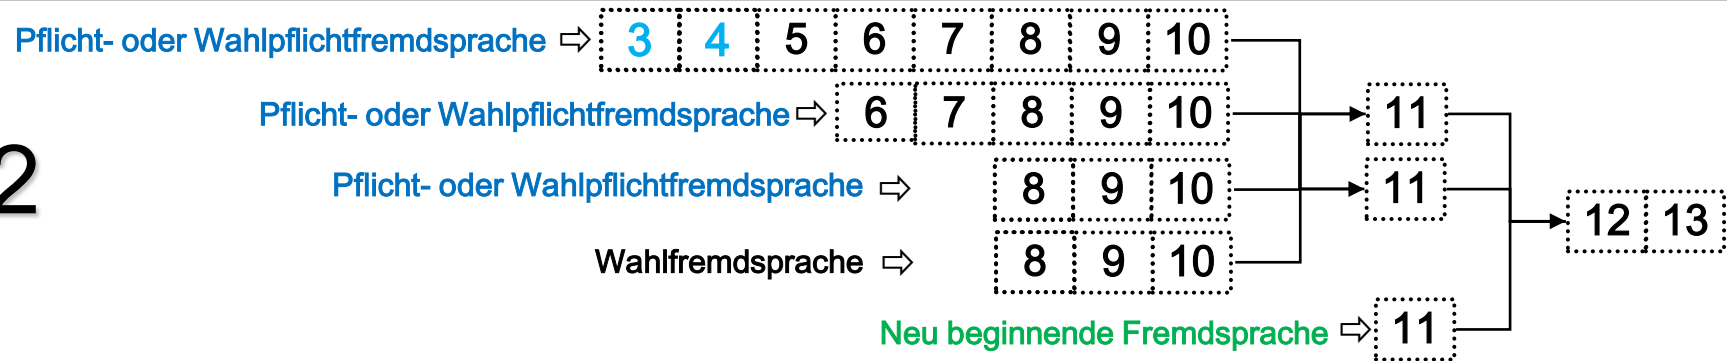 Pflicht- oder Wahlpflichtfremdsprache ⇨ 3 4 5 6 7 8 9 10
Pflicht- oder Wahlpflichtfremdsprache ⇨ 6 7 8 9 10 11
2
Pflicht- oder Wahlpflichtfremdsprache ⇨ 8 9 10 11
12 13
Wahlfremdsprache ⇨ 8 9 10
Neu beginnende Fremdsprache ⇨ 11